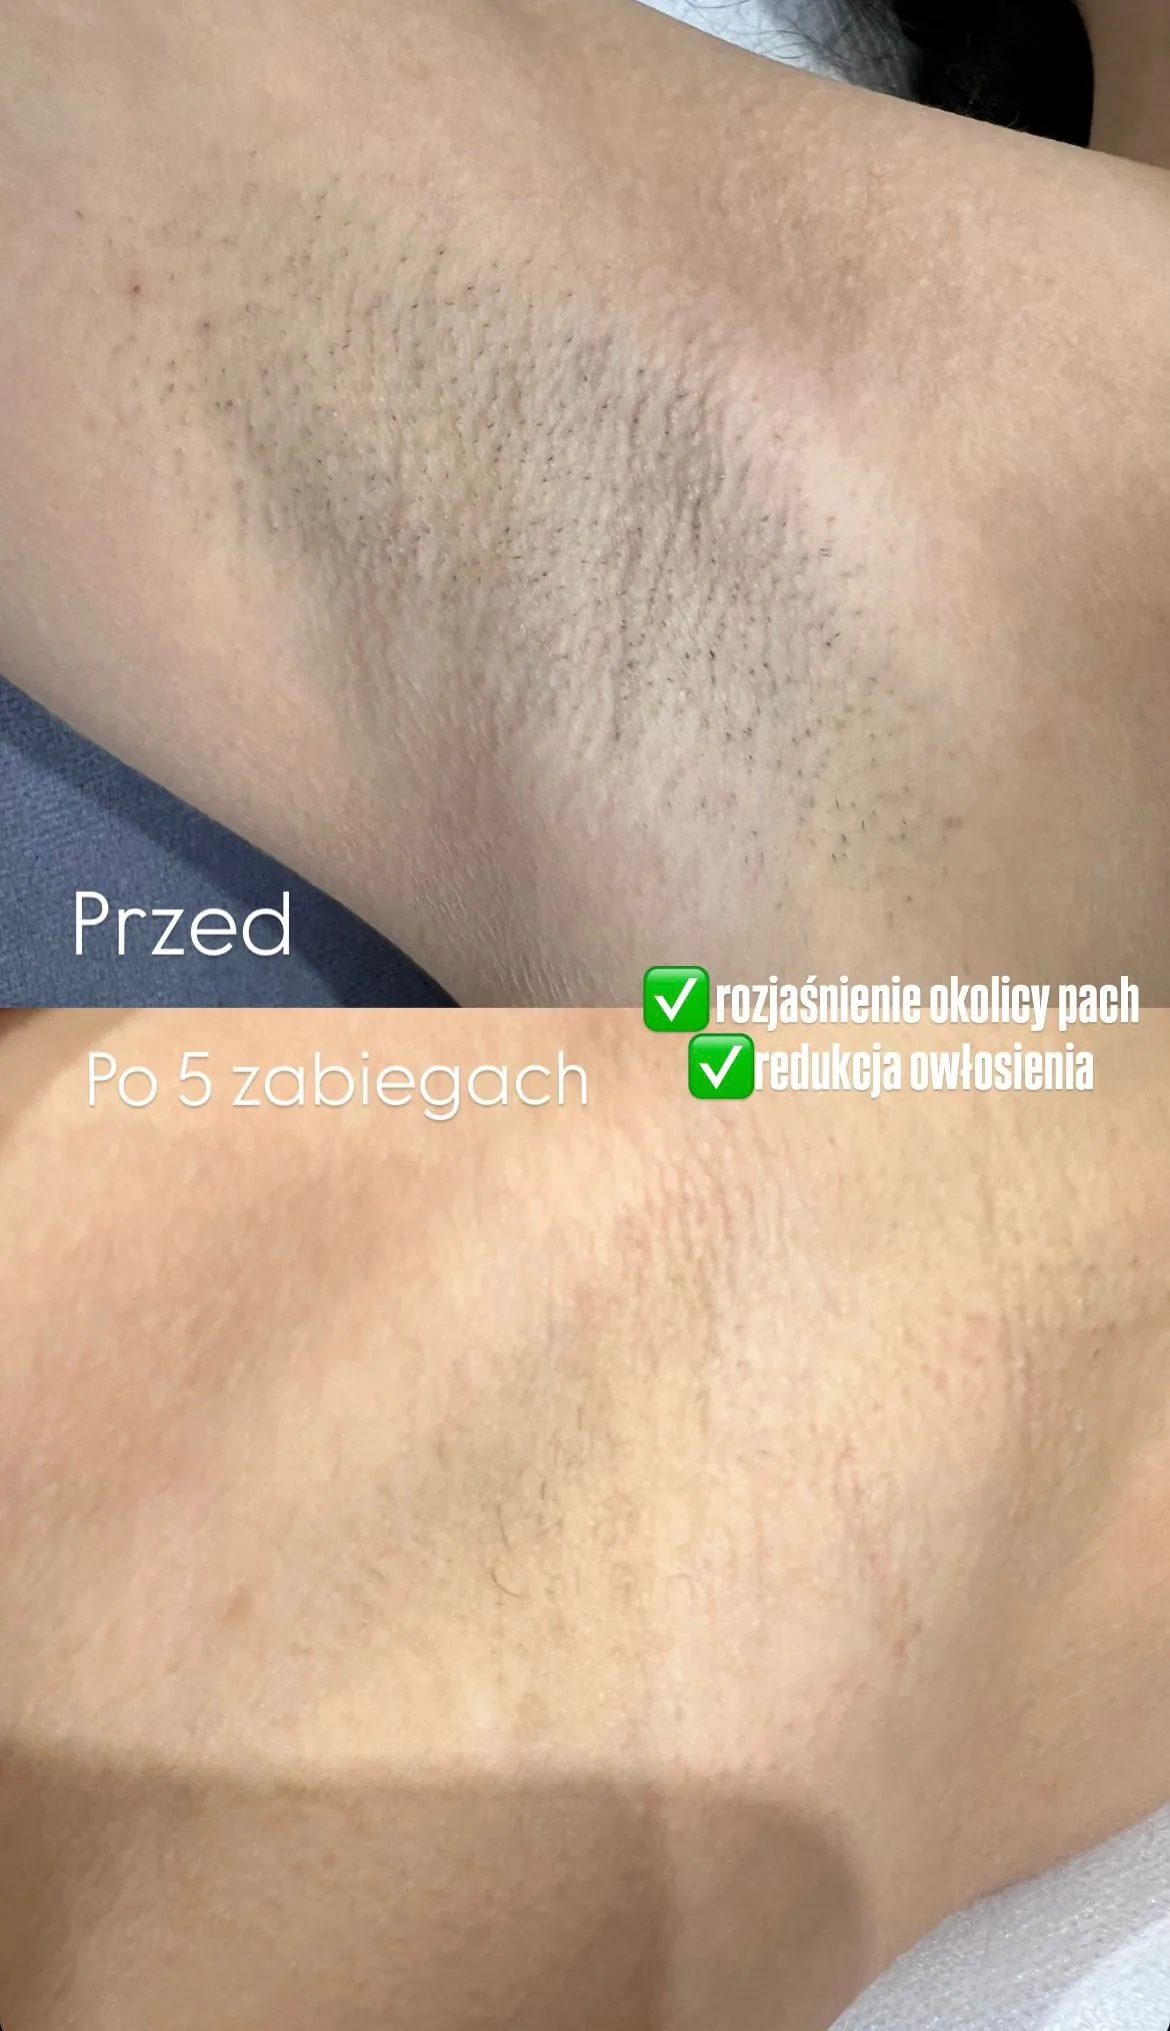 Przed
✅ rozjaśnienie okolicy pach
✅ redukcja owłosienia
Po 5 zabiegach